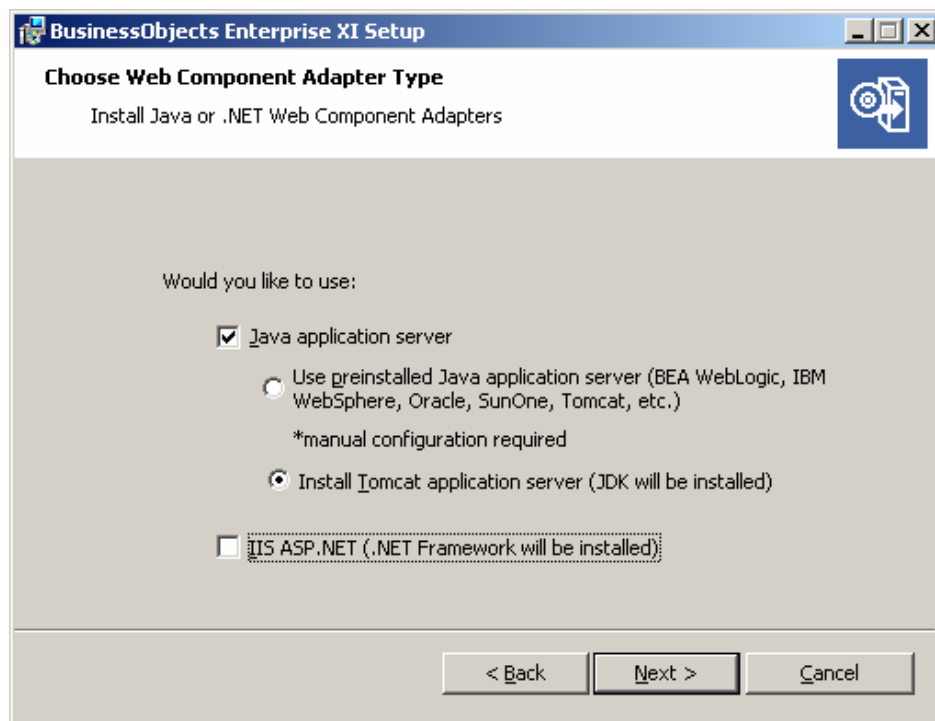 BusinessObjects Enterprise XI Setup
Choose Web Component Adapter Type
Install Java or .NET Web Component Adapters
Would you like to use:
Java application server
Use preinstalled Java application server (BEA WebLogic, IBM
WebSphere, Oracle, SunOne, Tomcat, etc.)
*manual configuration required
Install Tomcat application server (JDK will be installed)
IIS ASP.NET (.NET Framework will be installed)
< Back
Next >
Cancel